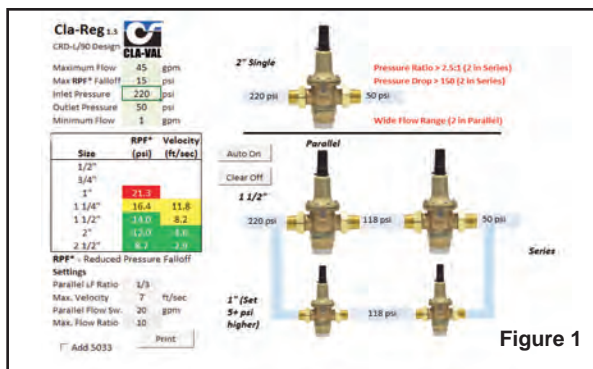 Cla-Reg 1.3
CRD-L/90 Design
CLA-VAL
Maximum Flow 45 gpm
Max RPF* Falloff 15 psi
Inlet Pressure 220 psi
Outlet Pressure 50 psi
Minimum Flow 1 gpm
Size RPF* (psi) Velocity (ft/sec)
1/2"
3/4"
1" 21.3
1 1/4" 16.4 11.8
1 1/2" 14.0 8.2
2" 12.0 4.6
2 1/2" 8.2 2.9
RPF* - Reduced Pressure Falloff
Settings
Parallel LF Ratio 1/3
Max. Velocity 7 ft/sec
Parallel Flow Sw. 20 gpm
Max. Flow Ratio 10
Add 5033
Print
Auto On
Clear Off
2" Single
Pressure Ratio > 2.5:1 (2 in Series)
Pressure Drop > 150 (2 in Series)
220 psi 50 psi
Wide Flow Range (2 in Parallel)
Parallel
1 1/2"
220 psi 118 psi 50 psi
Series
1" (Set
5+ psi
higher)
118 psi
Figure 1